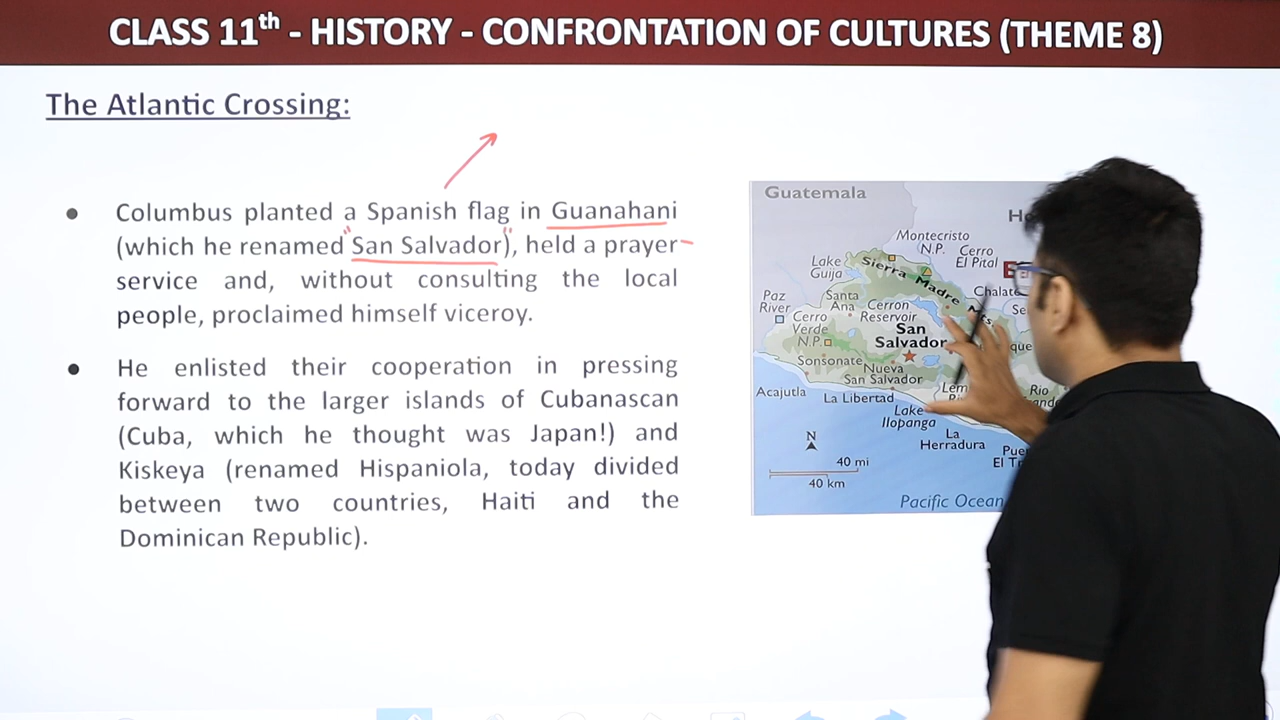 CLASS 11th - HISTORY - CONFRONTATION OF CULTURES (THEME 8)
The Atlantic Crossing:
● Columbus planted a Spanish flag in Guanahani
(which he renamed "San Salvador"), held a prayer
service and, without consulting the local
people, proclaimed himself viceroy.
● He enlisted their cooperation in pressing
forward to the larger islands of Cubanascan
(Cuba, which he thought was Japan!) and
Kiskeya (renamed Hispaniola, today divided
between two countries, Haiti and the
Dominican Republic).
Guatemala
Montecristo
N.P.
Cerro
El Pital
Lake
Guija
Sierra Madre Mts.
Paz
River
Santa
Ana
Cerron
Reservoir
Cerro
Verde
N.P.
San
Salvador
Sonsonate
Nueva
San Salvador
Acajutla
La Libertad
Lake
Ilopanga
La
Herradura
Rio
N
40 mi
40 km
Pacific Ocean